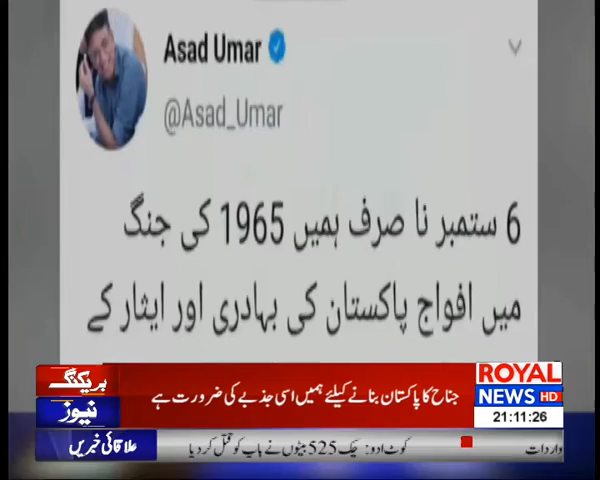 Asad Umar
@Asad_Umar
6 ستمبر نا صرف ہمیں 1965 کی جنگ
میں افواج پاکستان کی بہادری اور ایثار کے
بریکنگ
نیوز
جناح کا پاکستان بنانے کیلئے ہمیں اسی جذبے کی ضرورت ہے
ROYAL
NEWS HD
21:11:26
علاقائی خبریں
کوٹ ادو: چک 525 بیٹوں نے باپ کو قتل کر دیا
واردات